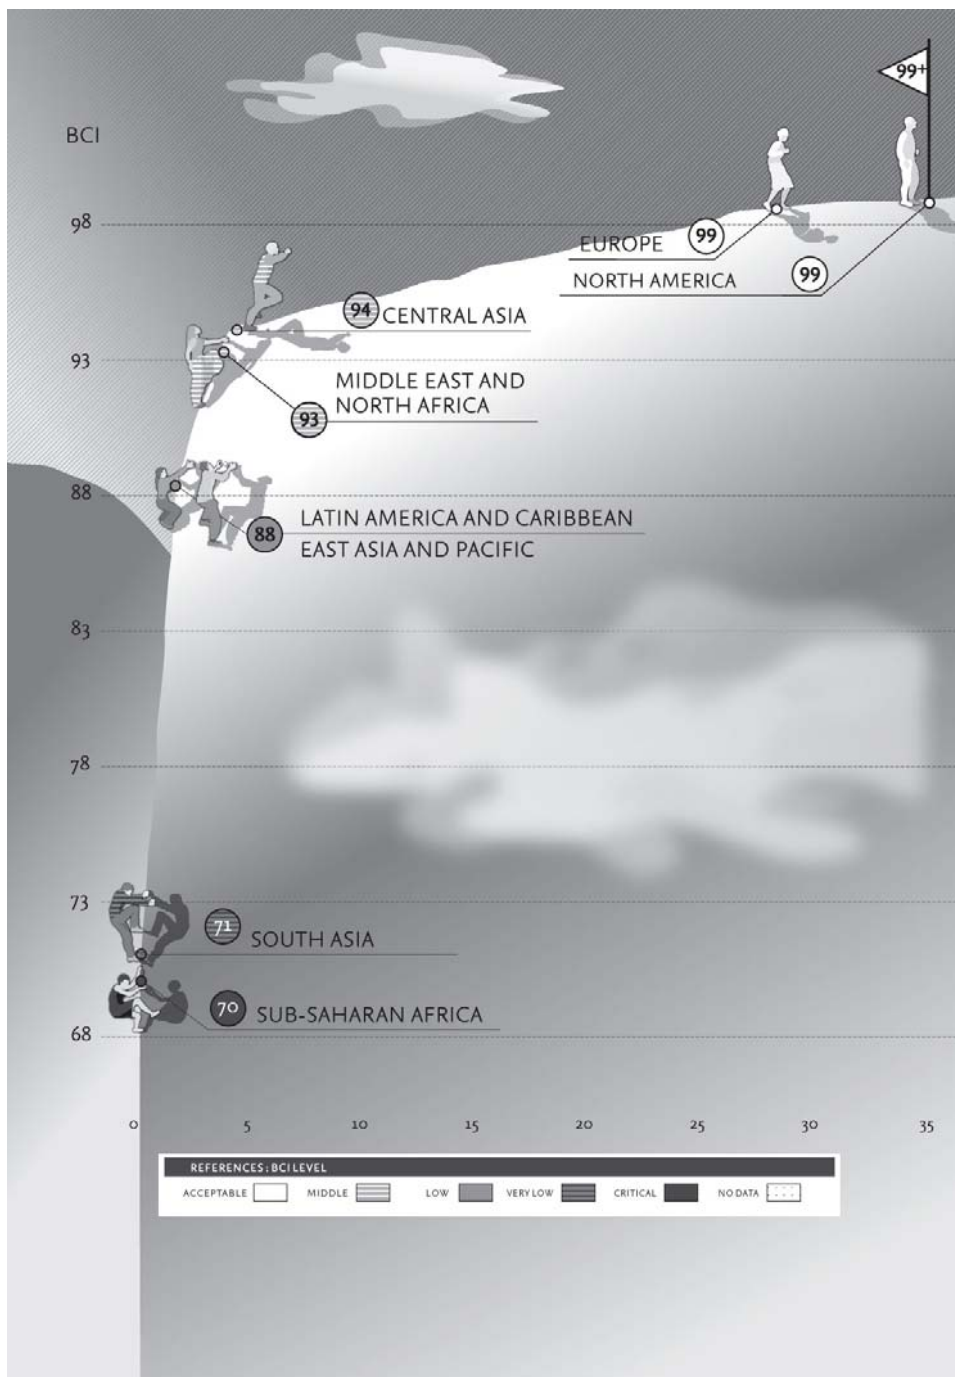 99+
BCI
98
EUROPE 99
NORTH AMERICA 99
94 CENTRAL ASIA
93
MIDDLE EAST AND
NORTH AFRICA
93
88
LATIN AMERICA AND CARIBBEAN
88
EAST ASIA AND PACIFIC
83
78
73
71 SOUTH ASIA
70 SUB-SAHARAN AFRICA
68
0 5 10 15 20 25 30 35
REFERENCES: BCI LEVEL
ACCEPTABLE MIDDLE LOW VERY LOW CRITICAL NO DATA